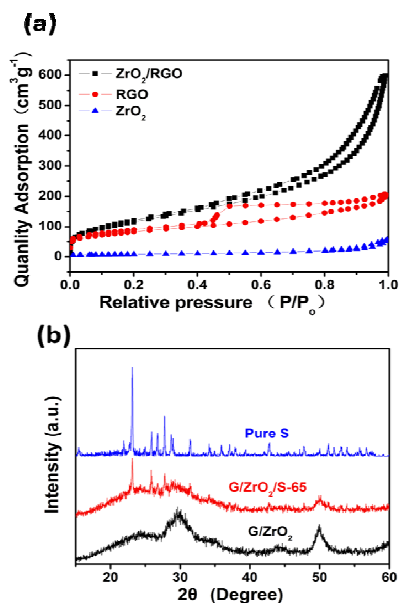 (a)
ZrO₂/RGO
RGO
ZrO₂
Quanlity Adsorption (cm³g⁻¹)
600
500
400
300
200
100
0
0.0 0.2 0.4 0.6 0.8 1.0
Relative pressure ( P/Pₒ )
(b)
Pure S
G/ZrO₂/S-65
G/ZrO₂
Intensity (a.u.)
20 30 40 50 60
2θ (Degree)